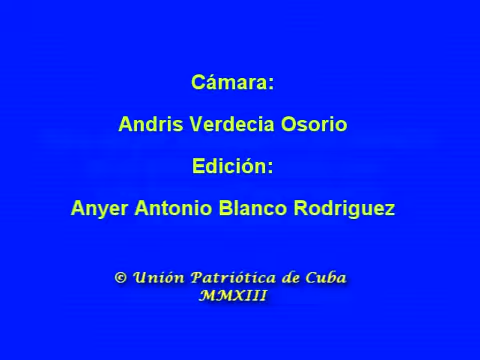 Cámara:
Andris Verdecia Osorio
Edición:
Anyer Antonio Blanco Rodriguez
© Unión Patriótica de Cuba
MMXIII